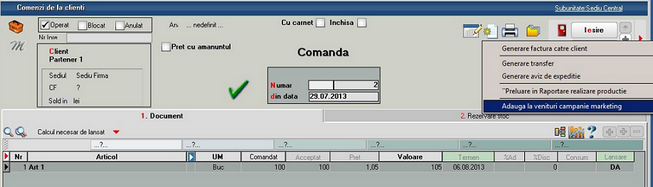 Comenzi de la clienti
Subunitate:Sediu Central
Operat Blocat Anulat
An- ... nedefinit ...
Cu carnet Inchisa
Iesire
Nr.Inreg
Pret cu amanuntul
Client
Partener 1
Sediul Sediu Firma
CF ?
Sold in lei
Comanda
Numar 2
din data 29.07.2013
Generare factura catre client
Generare transfer
Generare aviz de expeditie
Preluare in Raportare realizare productie
Adauga la venituri campanie marketing
1. Document
2. Rezervare stoc
Calcul necesar de lansat
...?... ...?... ...?... ...?... ...?... ...?...
Nr Articol UM Comandat Acceptat Pret Valoare Termen %Ad %Disc Consum Lansare
1 Art 1 Buc 100 100 1,05 105 06.08.2013 0 DA